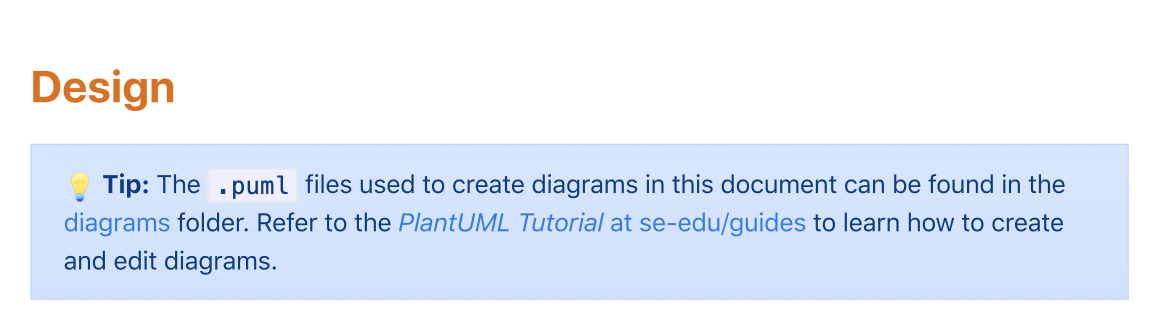 Design
💡 Tip: The .puml files used to create diagrams in this document can be found in the
diagrams folder. Refer to the PlantUML Tutorial at se-edu/guides to learn how to create
and edit diagrams.